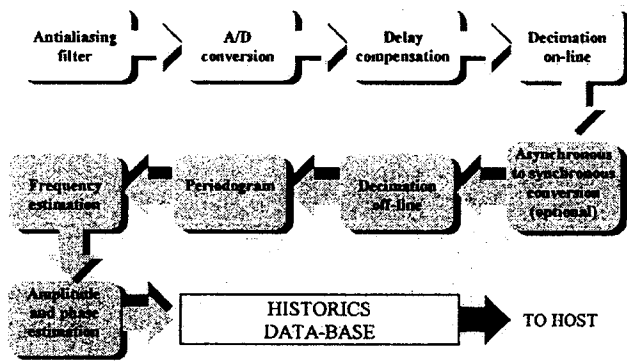 Antialiasing
filter
A/D
conversion
Delay
compensation
Decimation
on-line
Asynchronous
to synchronous
conversion
(optional)
Decimation
off-line
Periodogram
Frequency
estimation
Amplitude
and phase
estimation
HISTORICS
DATA-BASE
TO HOST